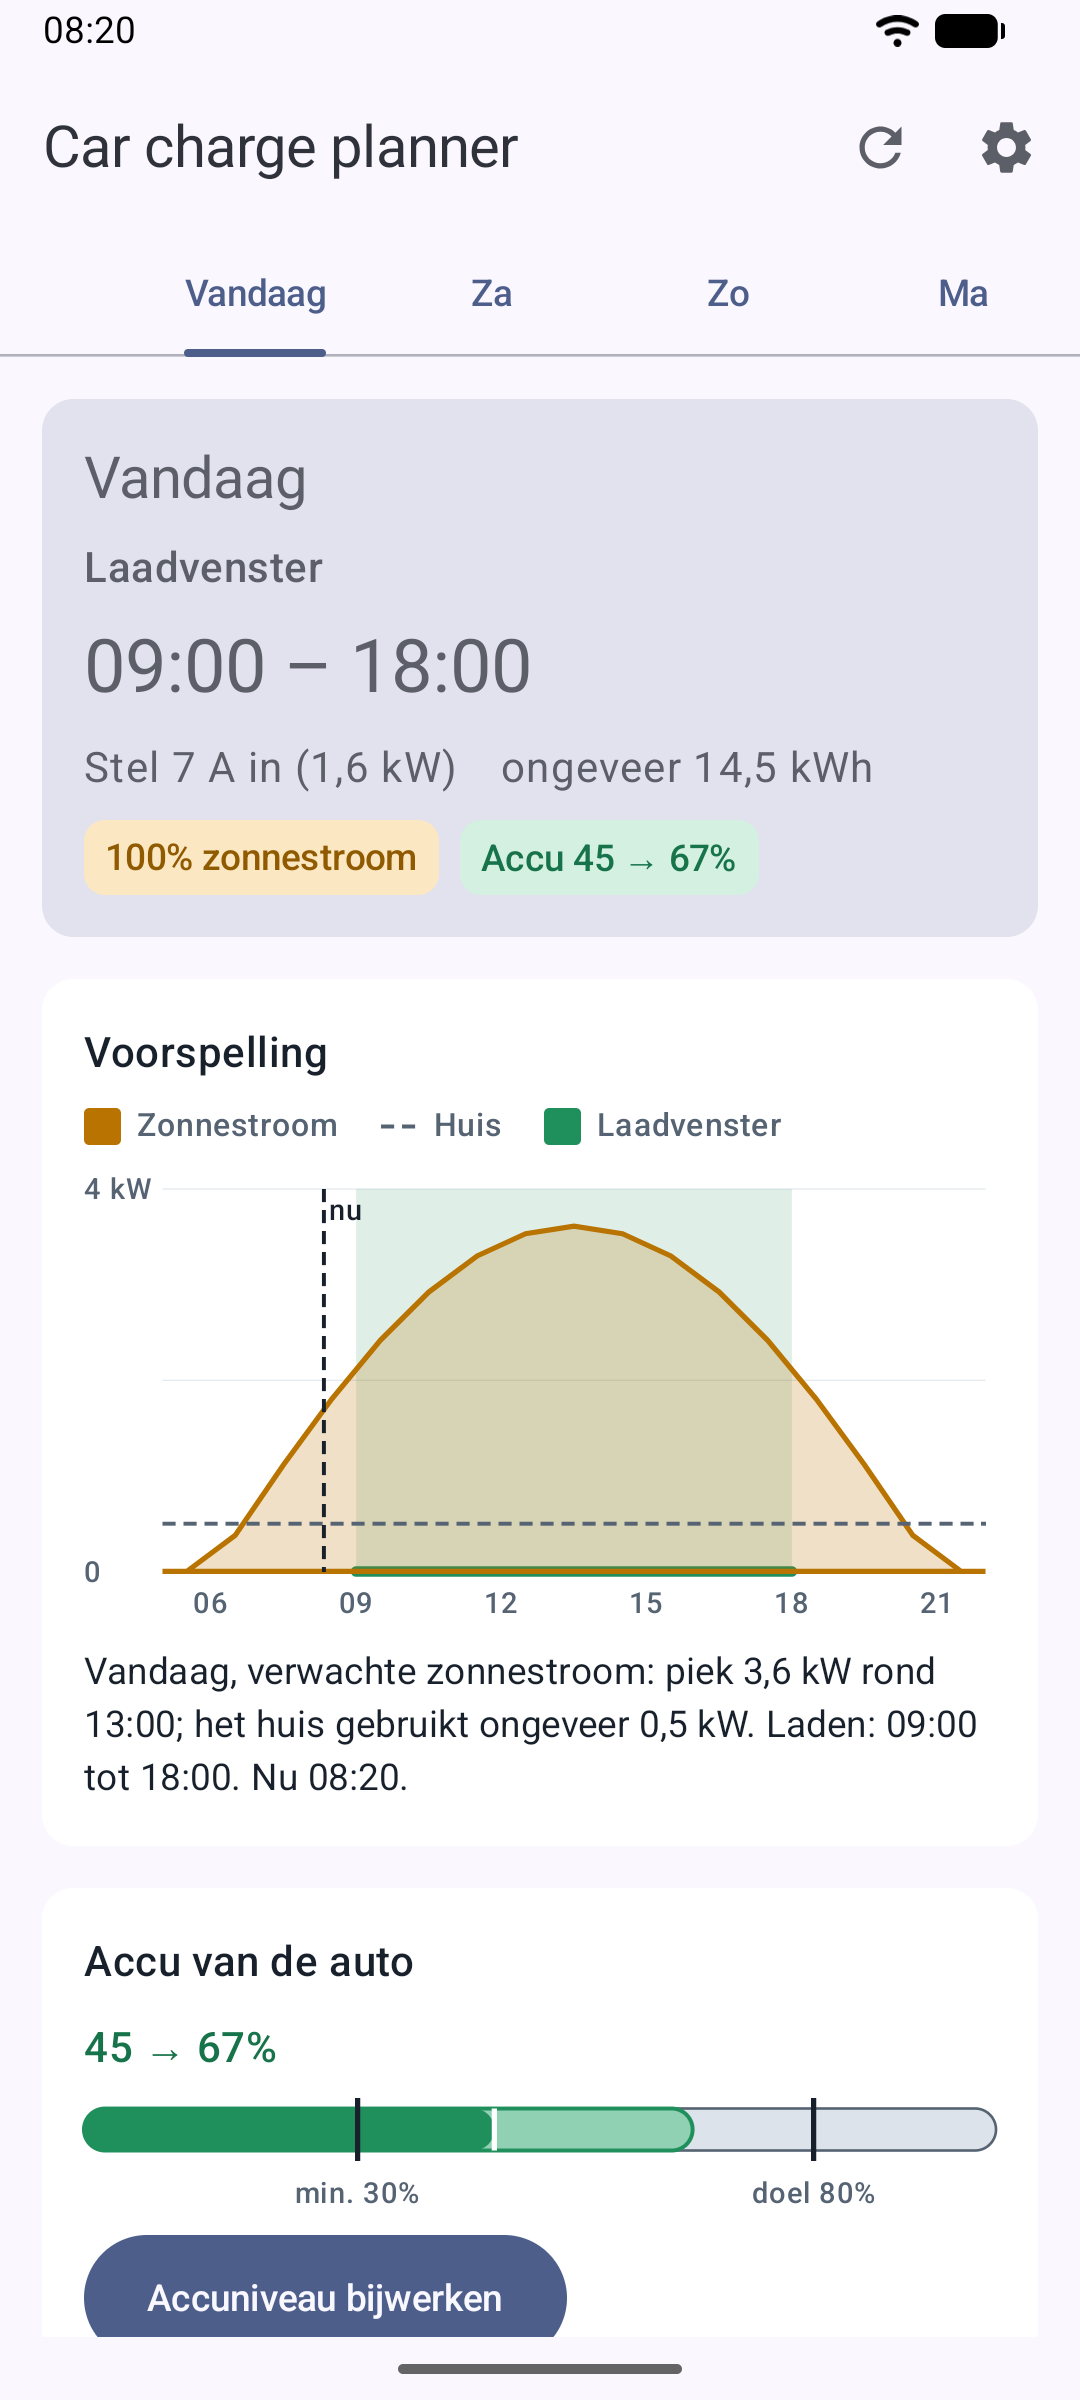 08:20
Car charge planner
Vandaag Za Zo Ma
Vandaag
Laadvenster
09:00 – 18:00
Stel 7 A in (1,6 kW) ongeveer 14,5 kWh
100% zonnestroom Accu 45 → 67%
Voorspelling
Zonnestroom Huis Laadvenster
4 kW
nu
0
06 09 12 15 18 21
Vandaag, verwachte zonnestroom: piek 3,6 kW rond
13:00; het huis gebruikt ongeveer 0,5 kW. Laden: 09:00
tot 18:00. Nu 08:20.
Accu van de auto
45 → 67%
min. 30% doel 80%
Accuniveau bijwerken